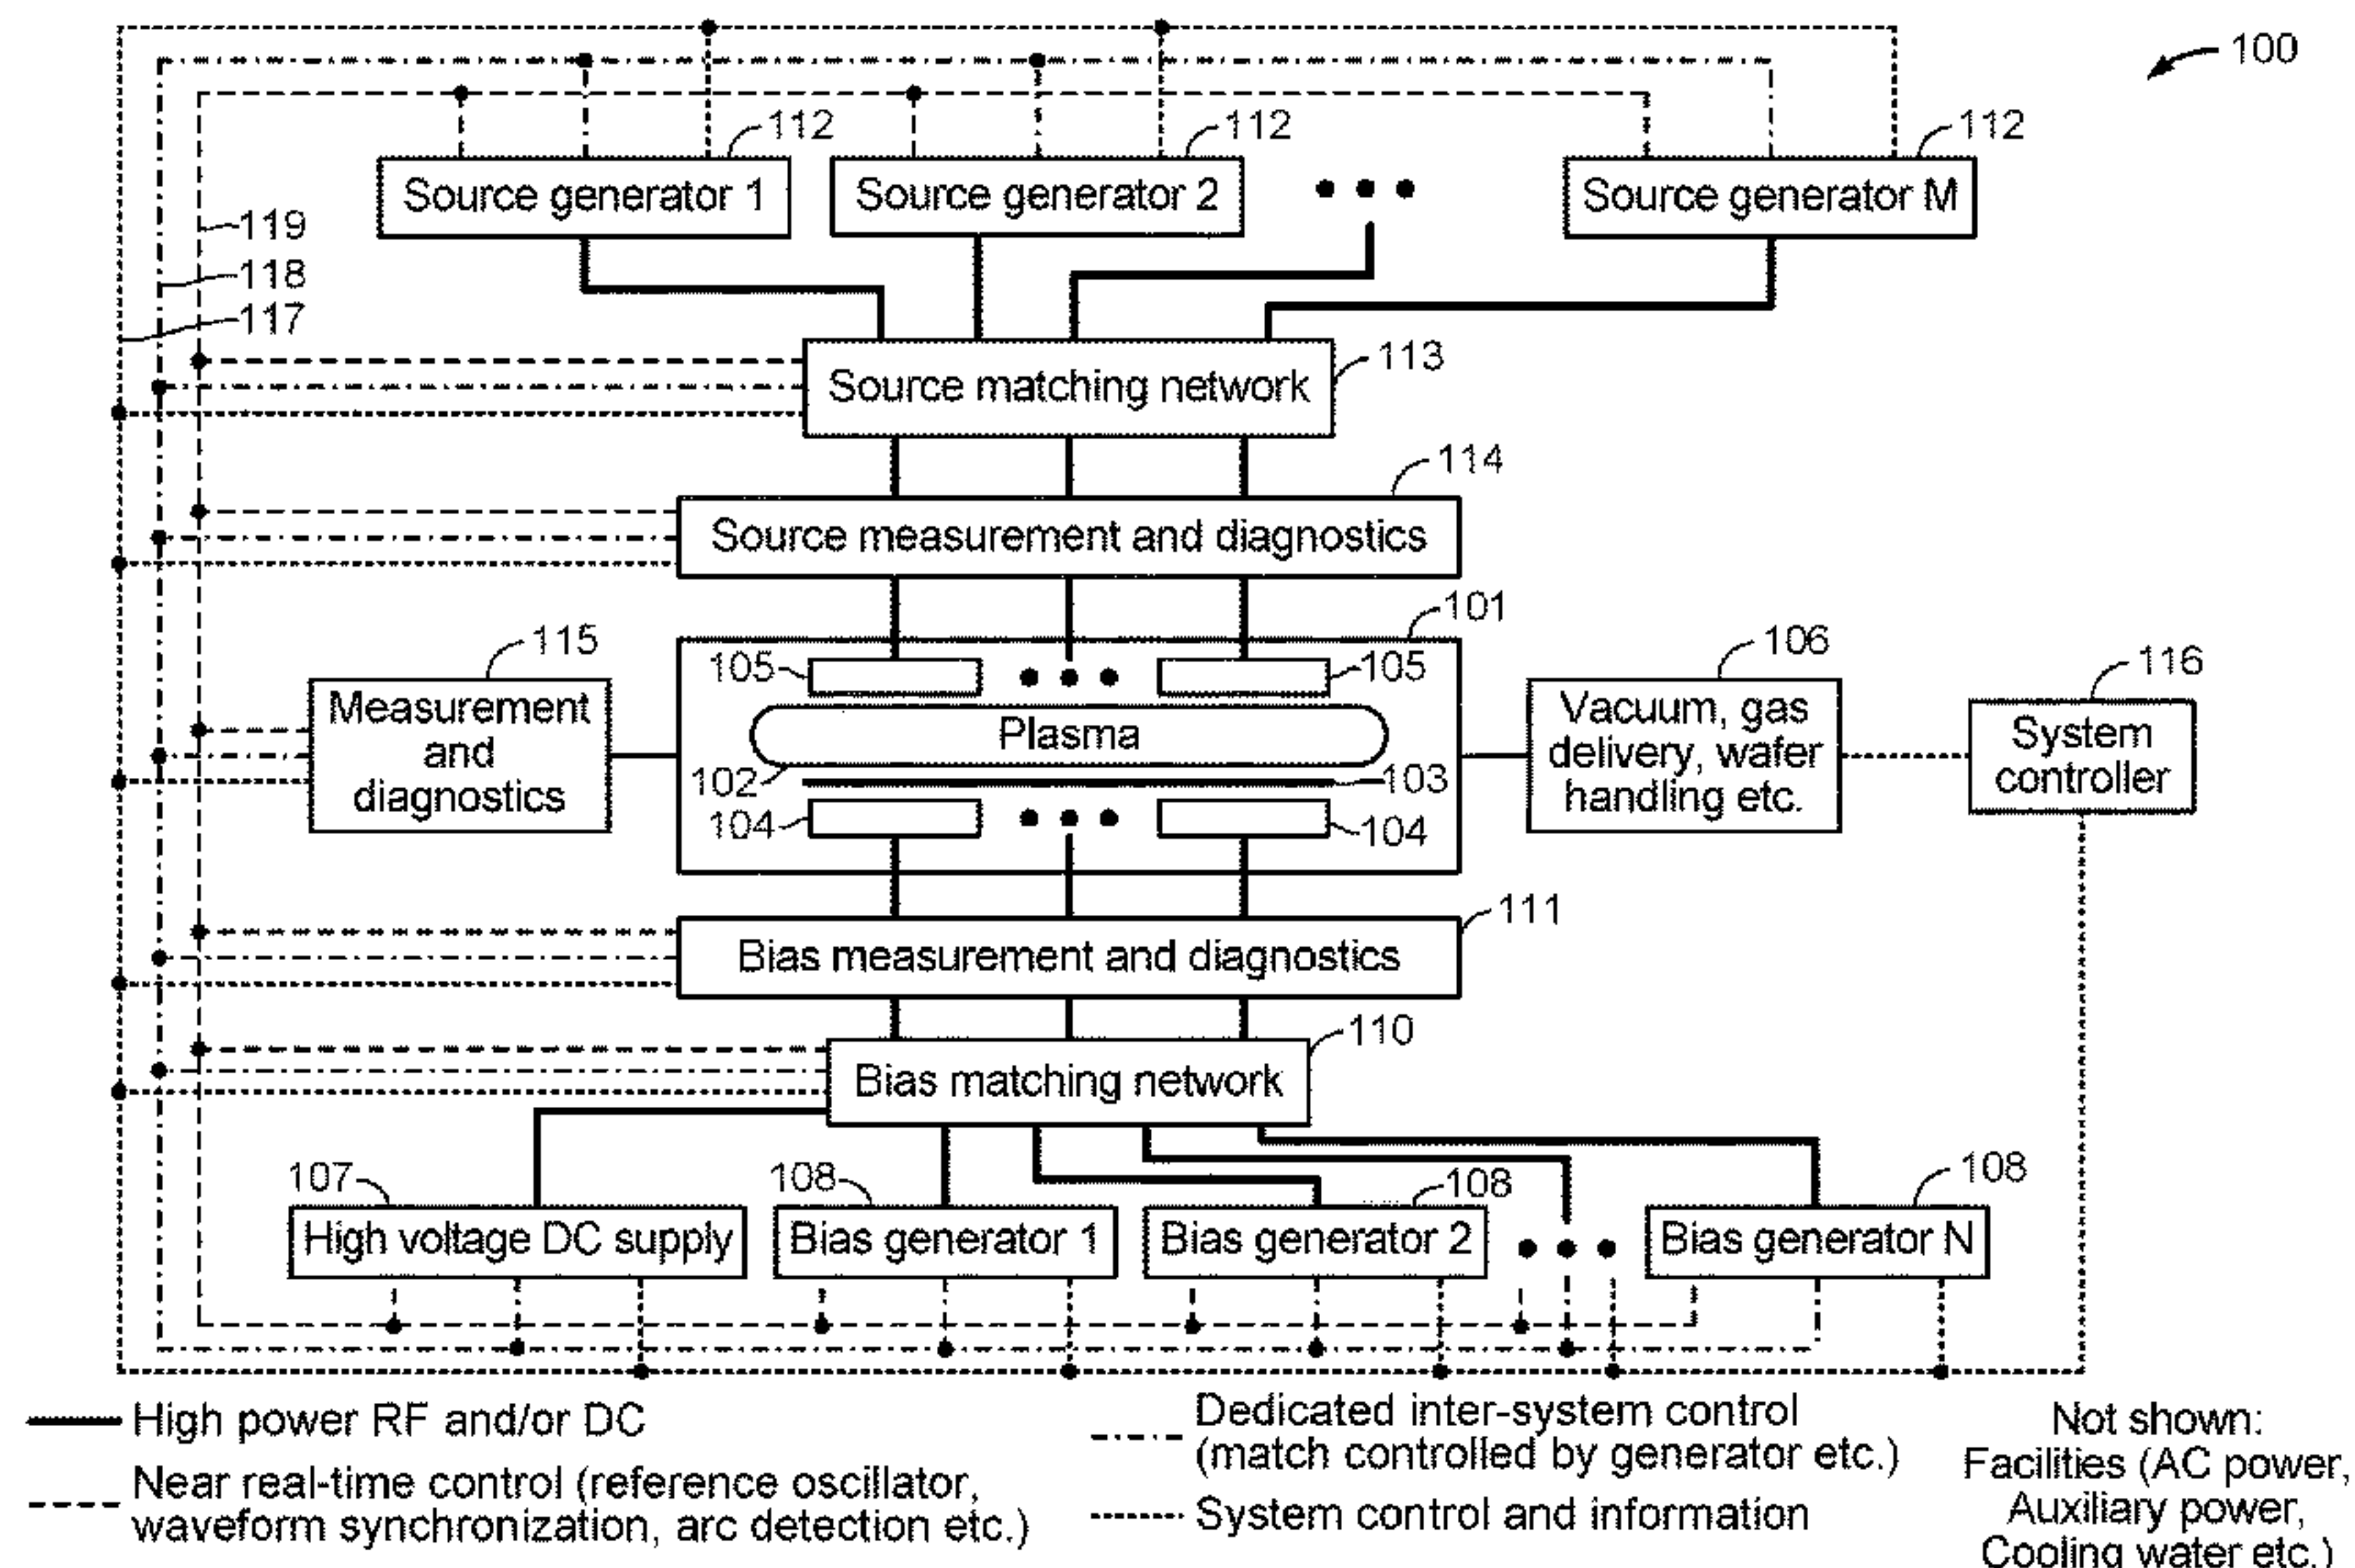 100
112
112
112
Source generator 1
Source generator 2
Source generator M
119
118
117
113
Source matching network
114
Source measurement and diagnostics
101
105
105
115
Measurement
and
diagnostics
Plasma
102
103
104
104
106
Vacuum, gas
delivery, wafer
handling etc.
116
System
controller
111
Bias measurement and diagnostics
110
Bias matching network
107
108
108
108
High voltage DC supply
Bias generator 1
Bias generator 2
Bias generator N
High power RF and/or DC
Near real-time control (reference oscillator,
waveform synchronization, arc detection etc.)
Dedicated inter-system control
(match controlled by generator etc.)
System control and information
Not shown:
Facilities (AC power,
Auxiliary power,
Cooling water etc.)